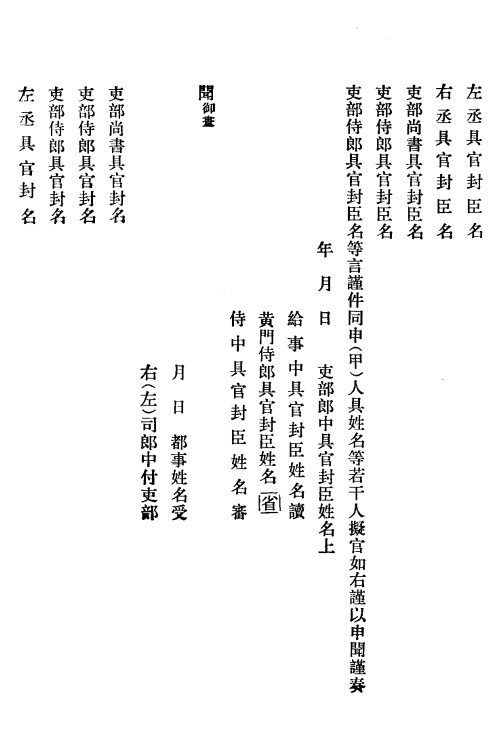 左丞具官封臣名
右丞具官封臣名
吏部尚書具官封臣名
吏部侍郎具官封臣名
吏部侍郎具官封臣名等言謹件同申(甲)人具姓名等若干人擬官如右謹以申聞謹奏
年月日 吏部郎中具官封臣姓名上
給事中具官封臣姓名讀
黃門侍郎具官封臣姓名省
侍中具官封臣姓名審
聞御畫
月日 都事姓名受
右(左)司郎中付吏部
吏部尚書具官封名
吏部侍郎具官封名
吏部侍郎具官封名
左丞具官封名